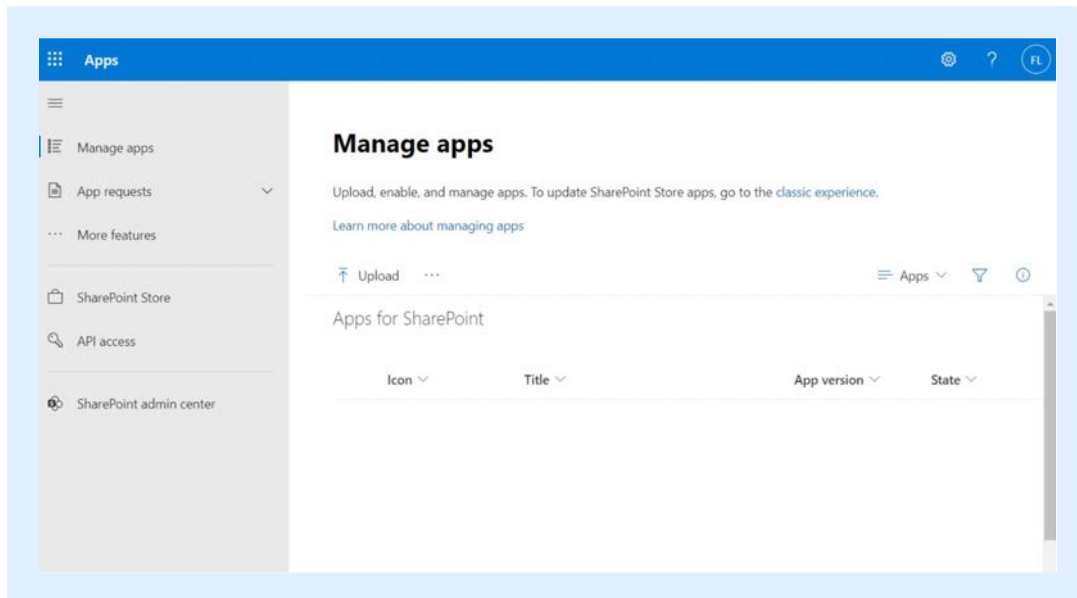 Apps
?
FL
Manage apps
App requests
More features
SharePoint Store
API access
SharePoint admin center
Manage apps
Upload, enable, and manage apps. To update SharePoint Store apps, go to the classic experience.
Learn more about managing apps
Upload ···
Apps
Apps for SharePoint
Icon Title App version State